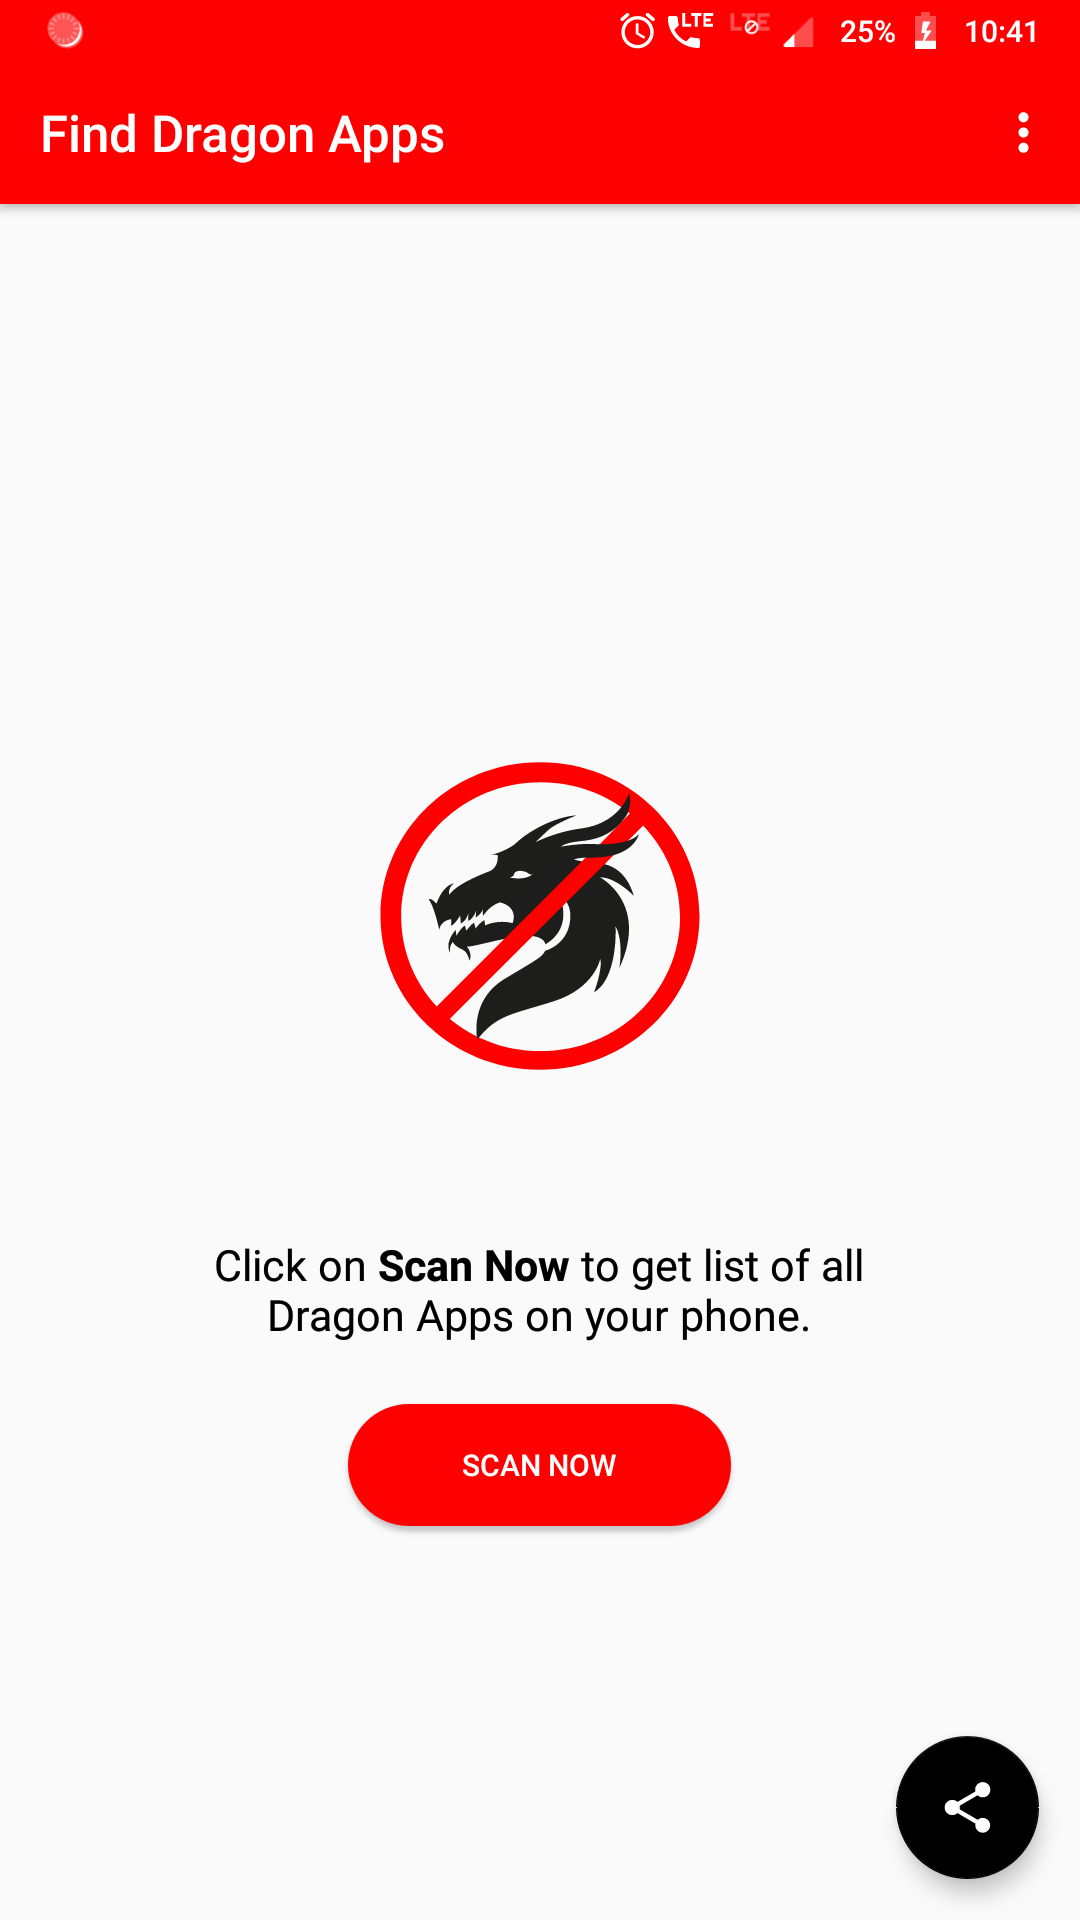 LTE LTE 25% 10:41
Find Dragon Apps
Click on Scan Now to get list of all
Dragon Apps on your phone.
SCAN NOW